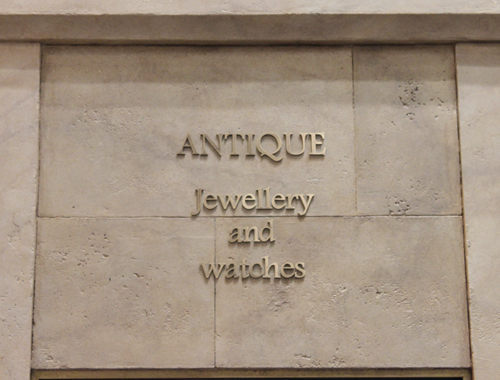 ANTIQUE
Jewellery
and
watches